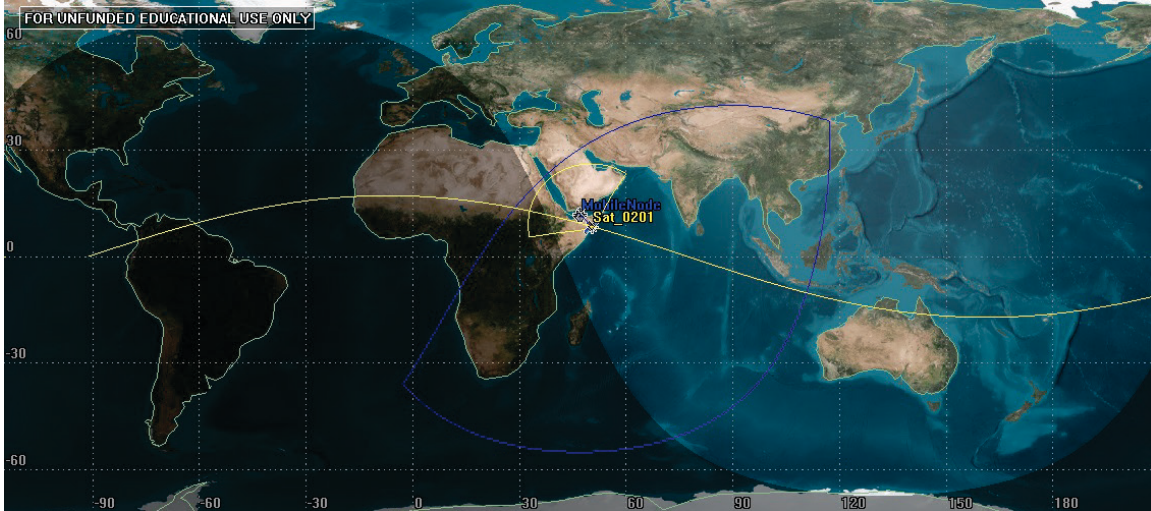 FOR UNFUNDED EDUCATIONAL USE ONLY
60
30
MobileNode
Sat_0201
0
-30
-60
-90 -60 -30 0 30 60 90 120 150 180